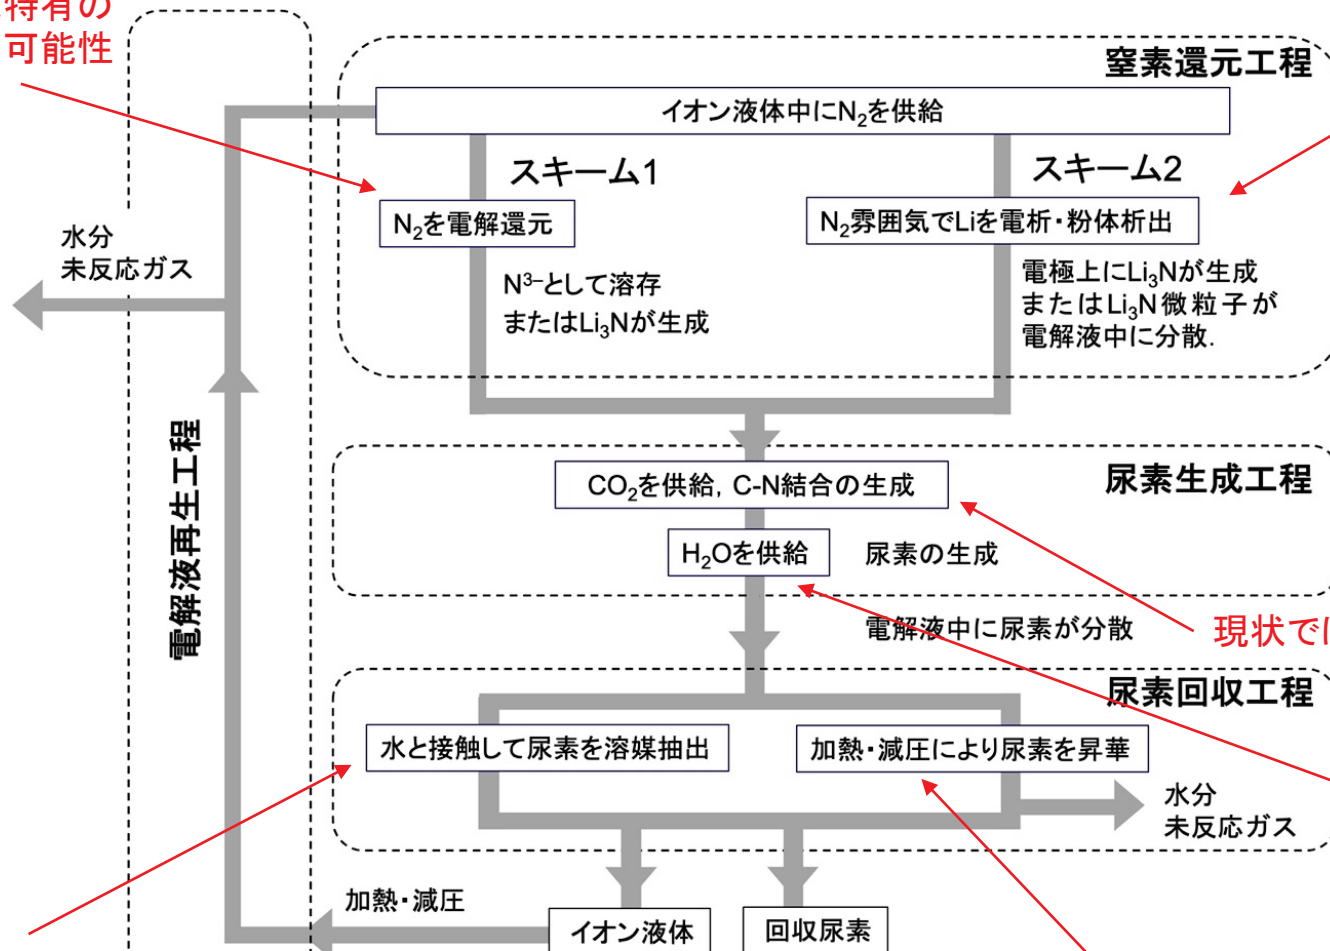 特有の
可能性
窒素還元工程
イオン液体中にN₂を供給
スキーム1
スキーム2
N₂を電解還元
N₂雰囲気でLiを電析・粉体析出
水分
未反応ガス
N³⁻として溶存
またはLi₃Nが生成
電極上にLi₃Nが生成
またはLi₃N微粒子が
電解液中に分散.
電解液再生工程
尿素生成工程
CO₂を供給, C-N結合の生成
H₂Oを供給
尿素の生成
電解液中に尿素が分散
現状では
尿素回収工程
水と接触して尿素を溶媒抽出
加熱・減圧により尿素を昇華
水分
未反応ガス
加熱・減圧
イオン液体
回収尿素